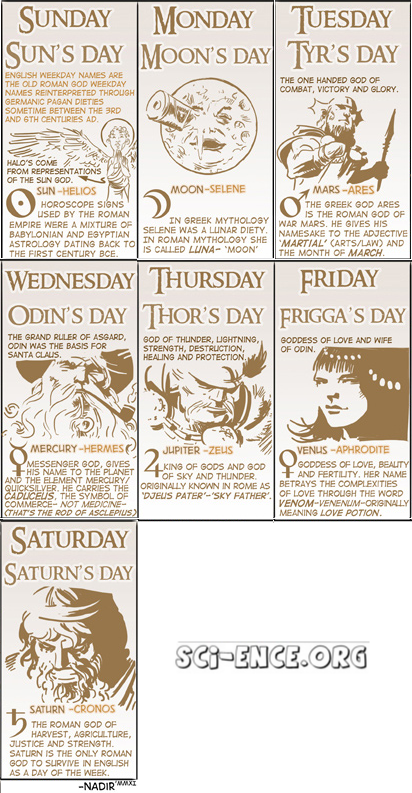 SUNDAY
SUN'S DAY
ENGLISH WEEKDAY NAMES ARE
THE OLD ROMAN GOD WEEKDAY
NAMES REINTERPRETED THROUGH
GERMANIC PAGAN DIETIES
SOMETIME BETWEEN THE 3RD
AND 6TH CENTURIES AD.
HALO'S COME
FROM REPRESENTATIONS
OF THE SUN GOD.
SUN -HELIOS
HOROSCOPE SIGNS
USED BY THE ROMAN
EMPIRE WERE A MIXTURE OF
BABYLONIAN AND EGYPTIAN
ASTROLOGY DATING BACK TO
THE FIRST CENTURY BCE.
MONDAY
MOON'S DAY
MOON -SELENE
IN GREEK MYTHOLOGY
SELENE WAS A LUNAR DIETY.
IN ROMAN MYTHOLOGY SHE
IS CALLED LUNA- 'MOON'
TUESDAY
TYR'S DAY
THE ONE HANDED GOD OF
COMBAT, VICTORY AND GLORY.
MARS -ARES
THE GREEK GOD ARES
IS THE ROMAN GOD OF
WAR MARS. HE GIVES HIS
NAMESAKE TO THE ADJECTIVE
'MARTIAL' (ARTS/LAW) AND
THE MONTH OF MARCH.
WEDNESDAY
ODIN'S DAY
THE GRAND RULER OF ASGARD,
ODIN WAS THE BASIS FOR
SANTA CLAUS.
MERCURY -HERMES
MESSENGER GOD, GIVES
HIS NAME TO THE PLANET
AND THE ELEMENT MERCURY/
QUICKSILVER. HE CARRIES THE
CADUCEUS, THE SYMBOL OF
COMMERCE- NOT MEDICINE-
(THAT'S THE ROD OF ASCLEPIUS)
THURSDAY
THOR'S DAY
GOD OF THUNDER, LIGHTNING,
STRENGTH, DESTRUCTION,
HEALING AND PROTECTION.
JUPITER -ZEUS
KING OF GODS AND GOD
OF SKY AND THUNDER.
ORIGINALLY KNOWN IN ROME AS
'DJEUS PATER'-'SKY FATHER'.
FRIDAY
FRIGGA'S DAY
GODDESS OF LOVE AND WIFE
OF ODIN.
VENUS -APHRODITE
GODDESS OF LOVE, BEAUTY
AND FERTILITY. HER NAME
BETRAYS THE COMPLEXITIES
OF LOVE THROUGH THE WORD
VENOM-VENENUM-ORIGINALLY
MEANING LOVE POTION.
SATURDAY
SATURN'S DAY
SATURN -CRONOS
THE ROMAN GOD OF
HARVEST, AGRICULTURE,
JUSTICE AND STRENGTH.
SATURN IS THE ONLY ROMAN
GOD TO SURVIVE IN ENGLISH
AS A DAY OF THE WEEK.
-NADIR MMXI
SCI-ENCE.ORG